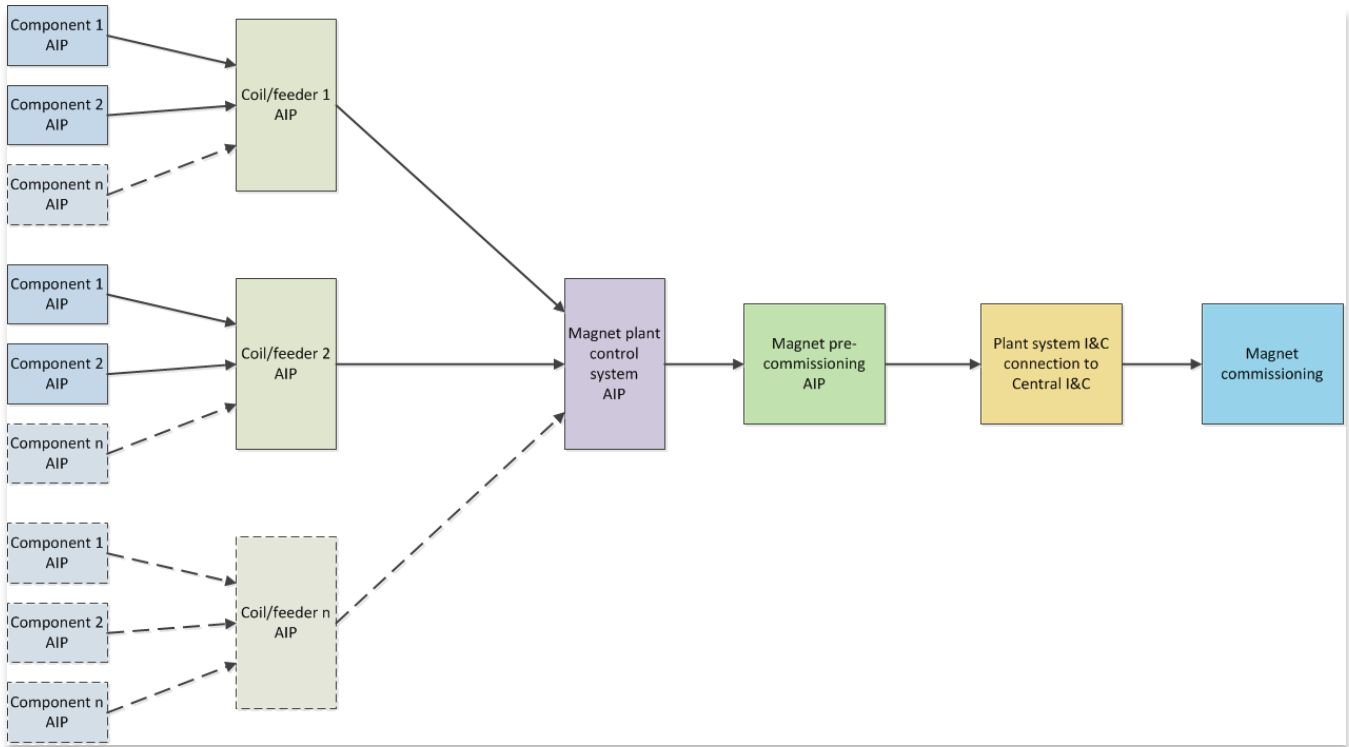 Component 1
AIP
Component 2
AIP
Component n
AIP
Coil/feeder 1
AIP
Component 1
AIP
Component 2
AIP
Component n
AIP
Coil/feeder 2
AIP
Component 1
AIP
Component 2
AIP
Component n
AIP
Coil/feeder n
AIP
Magnet plant
control
system
AIP
Magnet pre-
commissioning
AIP
Plant system I&C
connection to
Central I&C
Magnet
commissioning